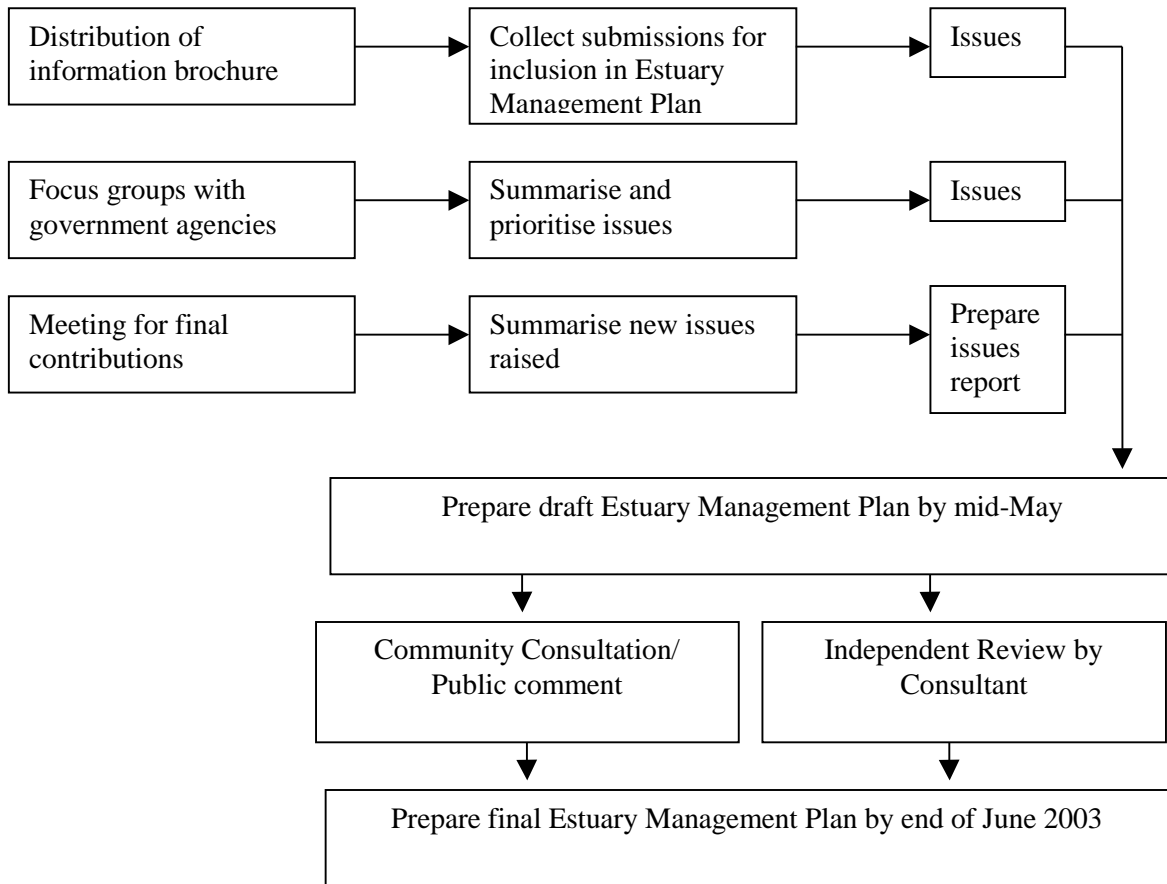 Distribution of
information brochure
Collect submissions for
inclusion in Estuary
Management Plan
Issues
Focus groups with
government agencies
Summarise and
prioritise issues
Issues
Meeting for final
contributions
Summarise new issues
raised
Prepare
issues
report
Prepare draft Estuary Management Plan by mid-May
Community Consultation/
Public comment
Independent Review by
Consultant
Prepare final Estuary Management Plan by end of June 2003